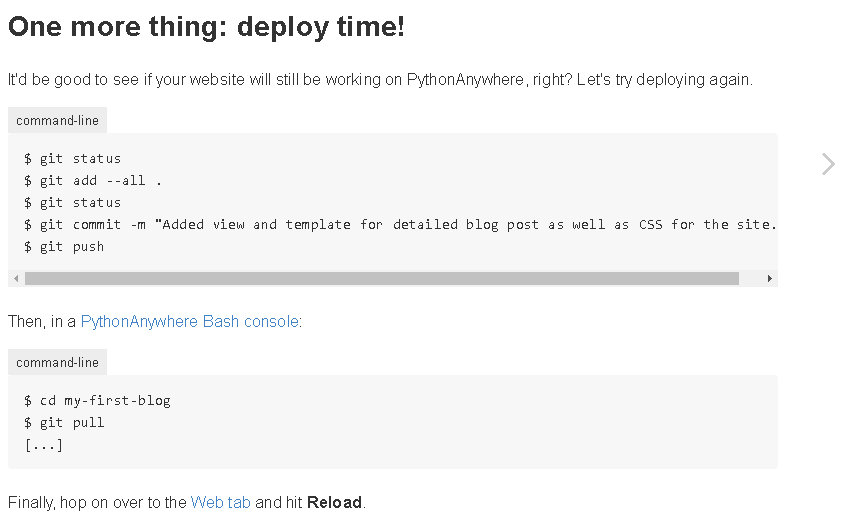 One more thing: deploy time!
It'd be good to see if your website will still be working on PythonAnywhere, right? Let's try deploying again.
command-line
$ git status
$ git add --all .
$ git status
$ git commit -m "Added view and template for detailed blog post as well as CSS for the site.
$ git push
Then, in a PythonAnywhere Bash console:
command-line
$ cd my-first-blog
$ git pull
[...]
Finally, hop on over to the Web tab and hit Reload.